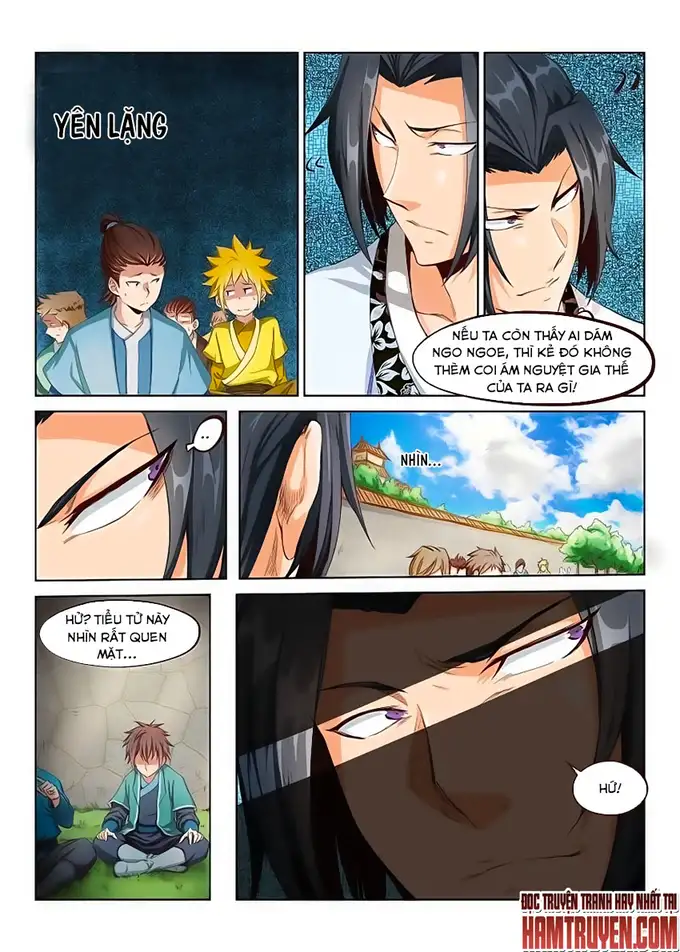 YÊN LẶNG
NẾU TA CÒN THẤY AI DÁM
NGO NGOE, THÌ KẺ ĐÓ KHÔNG
THÈM COI ÁM NGUYỆT GIA THẾ
CỦA TA RA GÌ!
..
NHÌN...
HỬ? TIỂU TỬ NÀY
NHÌN RẤT QUEN
MẶT...
HỨ!
ĐỌC TRUYỆN TRANH HAY NHẤT TẠI
HAMTRUYEN.COM